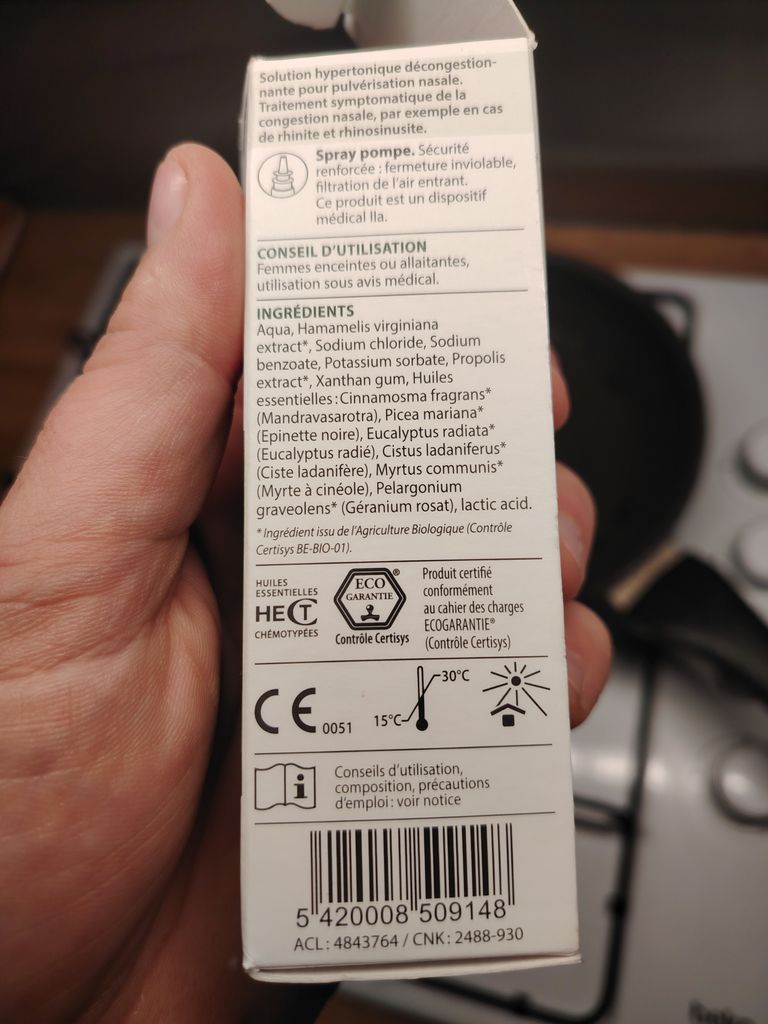 Solution hypertonique décongestion-
nante pour pulvérisation nasale.
Traitement symptomatique de la
congestion nasale, par exemple en cas
de rhinite et rhinosinusite.
Spray pompe. Sécurité
renforcée : fermeture inviolable,
filtration de l'air entrant.
Ce produit est un dispositif
médical IIa.
CONSEIL D'UTILISATION
Femmes enceintes ou allaitantes,
utilisation sous avis médical.
INGRÉDIENTS
Aqua, Hamamelis virginiana
extract*, Sodium chloride, Sodium
benzoate, Potassium sorbate, Propolis
extract*, Xanthan gum, Huiles
essentielles : Cinnamosma fragrans*
(Mandravasarotra), Picea mariana*
(Epinette noire), Eucalyptus radiata*
(Eucalyptus radié), Cistus ladaniferus*
(Ciste ladanifère), Myrtus communis*
(Myrte à cinéole), Pelargonium
graveolens* (Géranium rosat), lactic acid.
* Ingrédient issu de l'Agriculture Biologique (Contrôle
Certisys BE-BIO-01).
HUILES
ESSENTIELLES
HECT
CHÉMOTYPÉES
ECO
GARANTIE
®
Contrôle Certisys
Produit certifié
conformément
au cahier des charges
ECOGARANTIE®
(Contrôle Certisys)
CE 0051
15°C
30°C
i
Conseils d'utilisation,
composition, précautions
d'emploi : voir notice
5 420008 509148
ACL : 4843764 / CNK : 2488-930